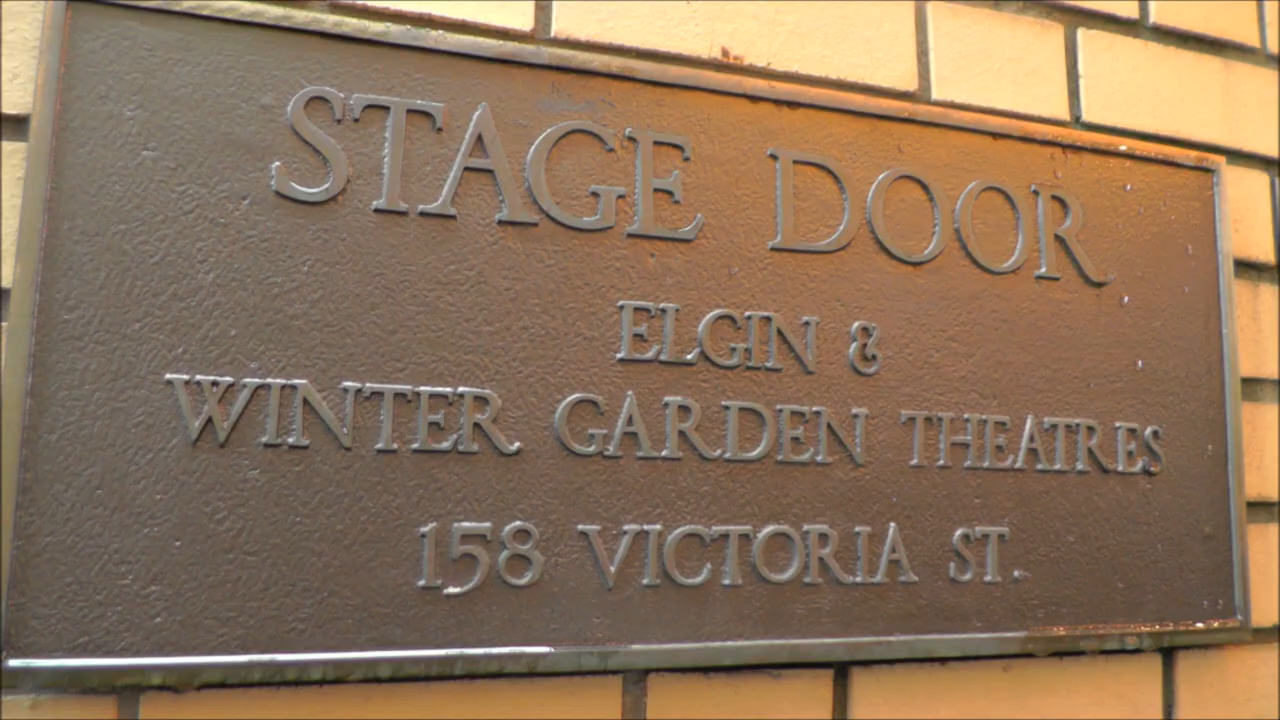 STAGE DOOR
ELGIN &
WINTER GARDEN THEATRES
158 VICTORIA ST.